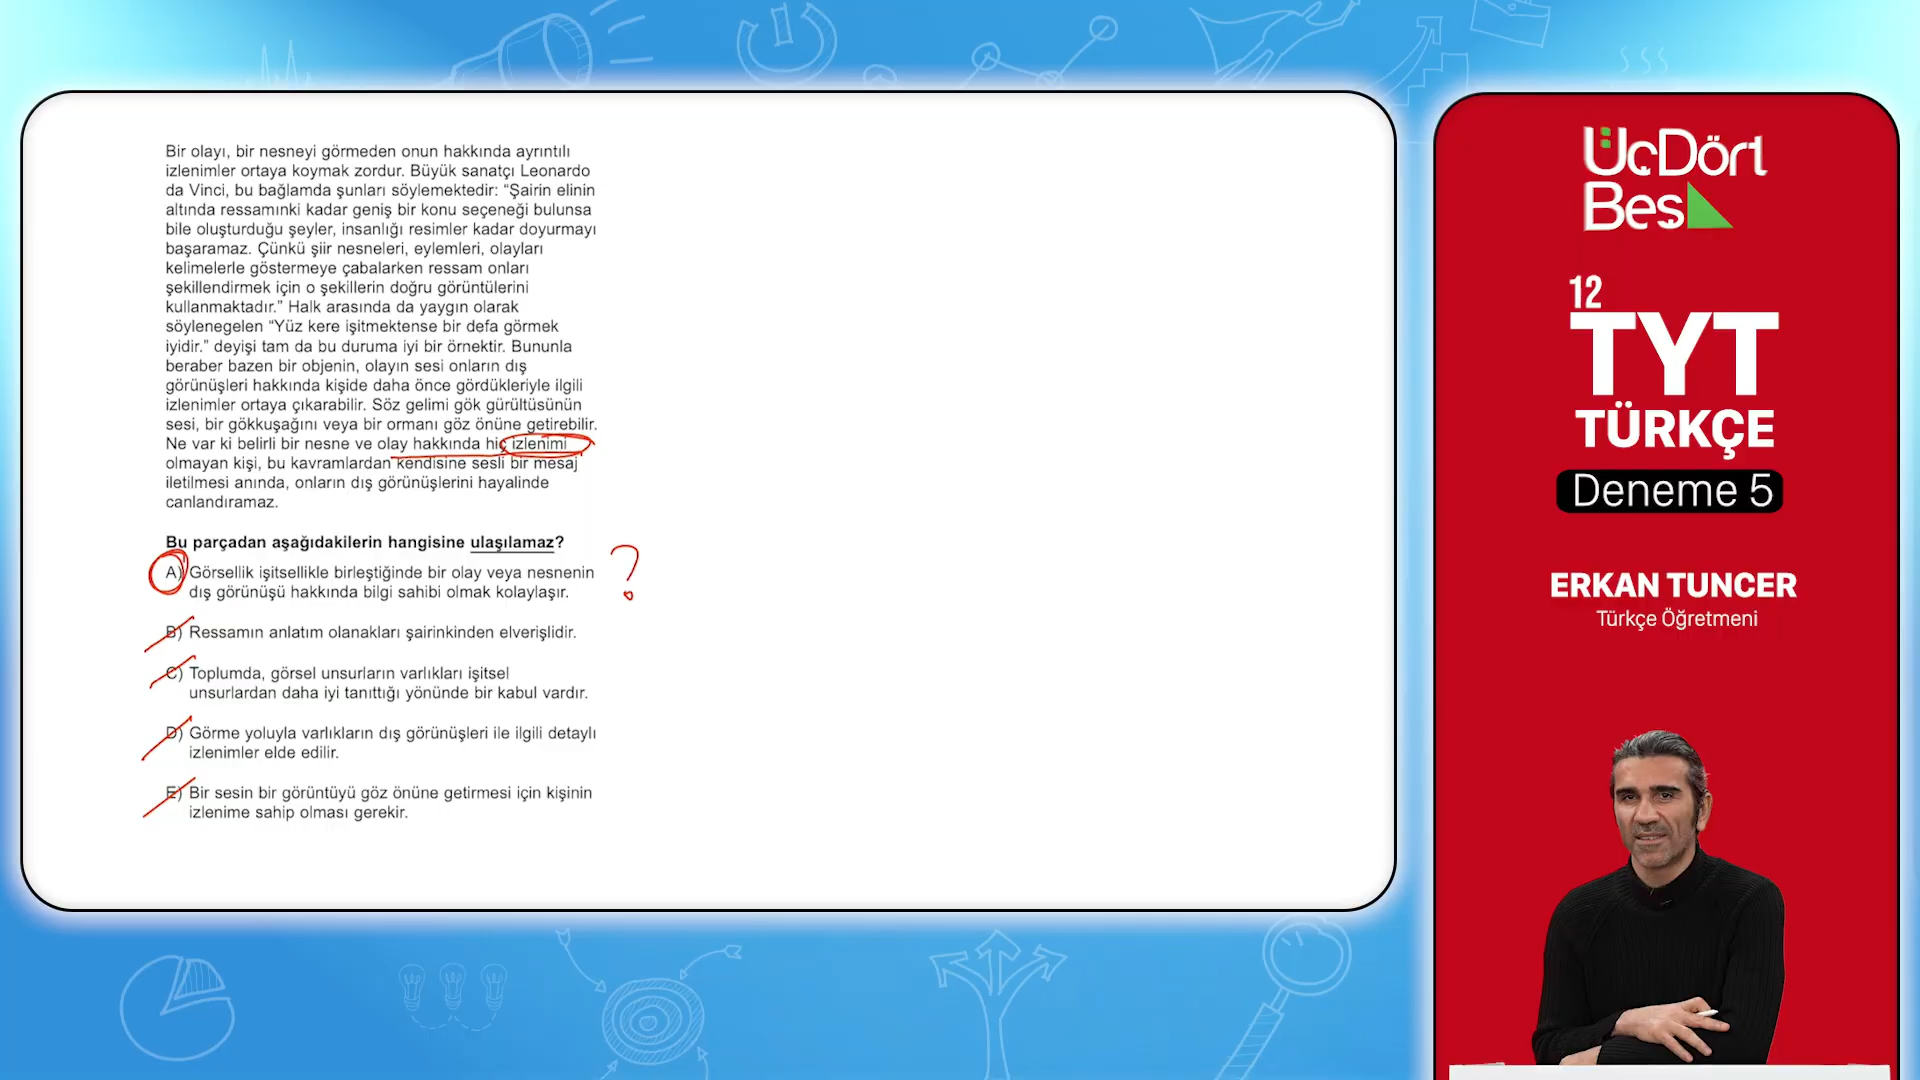 Bir olayı, bir nesneyi görmeden onun hakkında ayrıntılı
izlenimler ortaya koymak zordur. Büyük sanatçı Leonardo
da Vinci, bu bağlamda şunları söylemektedir: “Şairin elinin
altında ressamınki kadar geniş bir konu seçeneği bulunsa
bile oluşturduğu şeyler, insanlığı resimler kadar doyurmayı
başaramaz. Çünkü şiir nesneleri, eylemleri, olayları
kelimelerle göstermeye çabalarken ressam onları
şekillendirmek için o şekillerin doğru görüntülerini
kullanmaktadır.” Halk arasında da yaygın olarak
söylenegelen “Yüz kere işitmektense bir defa görmek
iyidir.” deyişi tam da bu duruma iyi bir örnektir. Bununla
beraber bazen bir objenin, olayın sesi onların dış
görünüşleri hakkında kişide daha önce gördükleriyle ilgili
izlenimler ortaya çıkarabilir. Söz gelimi gök gürültüsünün
sesi, bir gökkuşağını veya bir ormanı göz önüne getirebilir.
Ne var ki belirli bir nesne ve olay hakkında hiç izlenimi
olmayan kişi, bu kavramlardan kendisine sesli bir mesaj
iletilmesi anında, onların dış görünüşlerini hayalinde
canlandıramaz.
Bu parçadan aşağıdakilerin hangisine ulaşılamaz?
A) Görsellik işitsellikle birleştiğinde bir olay veya nesnenin
dış görünüşü hakkında bilgi sahibi olmak kolaylaşır.
?
B) Ressamın anlatım olanakları şairinkinden elverişlidir.
C) Toplumda, görsel unsurların varlıkları işitsel
unsurlardan daha iyi tanıttığı yönünde bir kabul vardır.
D) Görme yoluyla varlıkların dış görünüşleri ile ilgili detaylı
izlenimler elde edilir.
E) Bir sesin bir görüntüyü göz önüne getirmesi için kişinin
izlenime sahip olması gerekir.
ÜçDört
Beş
12
TYT
TÜRKÇE
Deneme 5
ERKAN TUNCER
Türkçe Öğretmeni